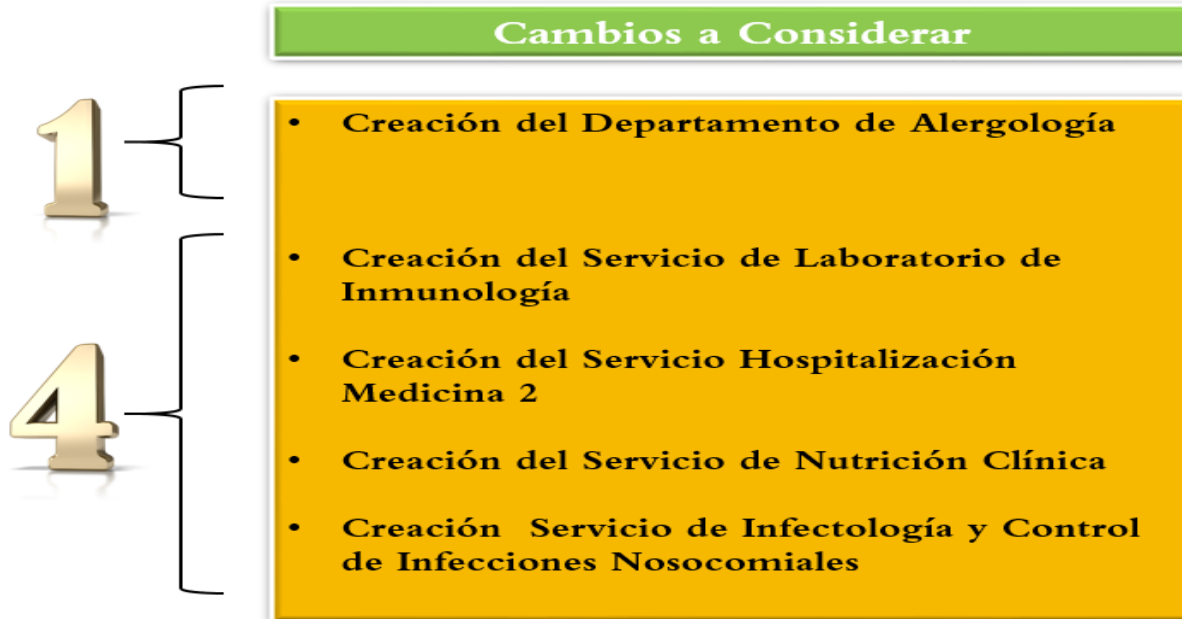 Cambios a Considerar
1
• Creación del Departamento de Alergología
4
• Creación del Servicio de Laboratorio de
Inmunología
• Creación del Servicio Hospitalización
Medicina 2
• Creación del Servicio de Nutrición Clínica
• Creación  Servicio de Infectología y Control
de Infecciones Nosocomiales